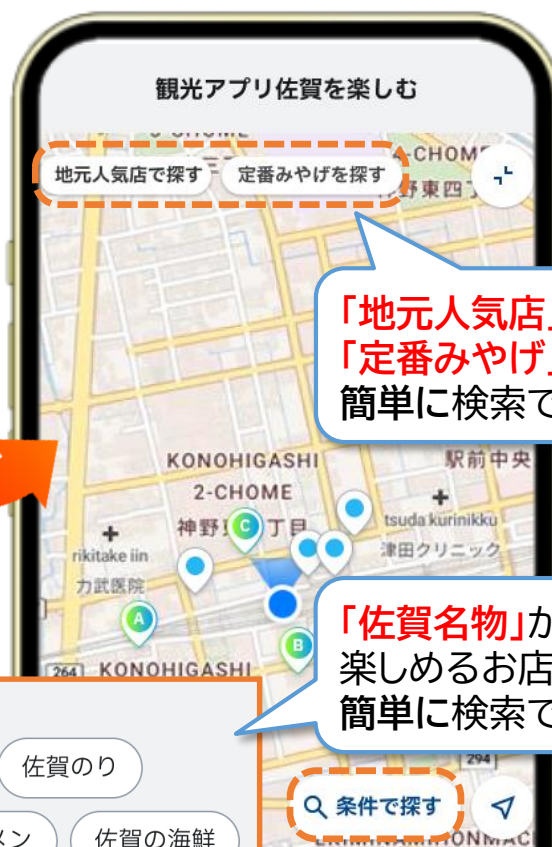 観光アプリ佐賀を楽しむ
地元人気店で探す
定番みやげを探す
「地元人気店」
「定番みやげ」
簡単に検索で
KONOHIGASHI
2-CHOME
駅前中央
tsuda kurinikku
津田クリニック
rikitake iin
力武医院
C
A
B
「佐賀名物」か
楽しめるお店
簡単に検索で
264
KONOHIGASHI
佐賀のり
佐賀の海鮮
294
条件で探す